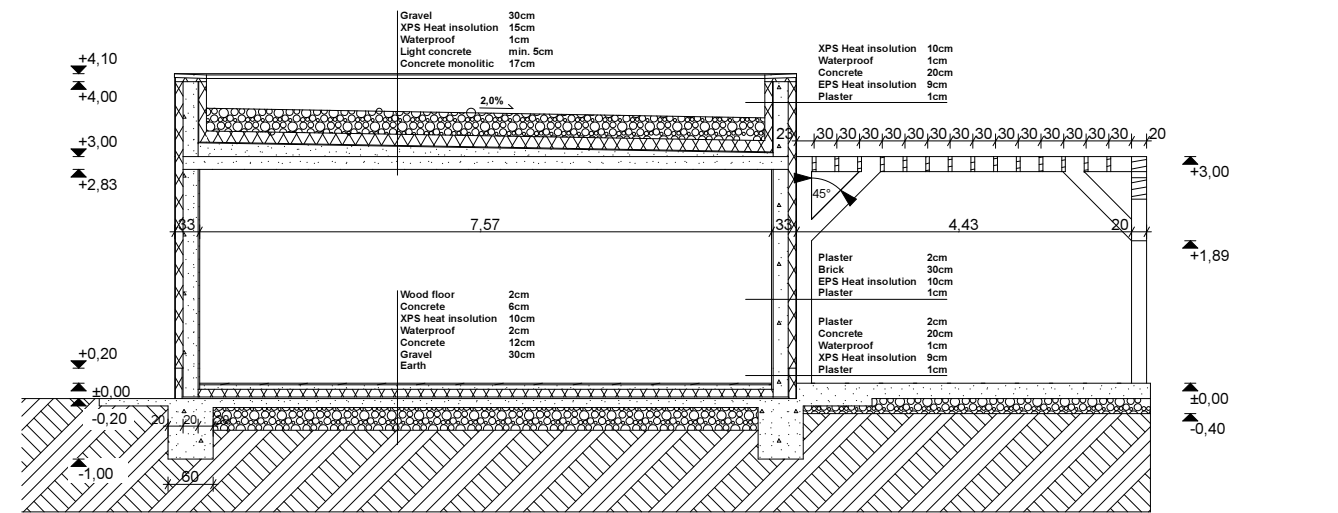 Gravel 30cm
XPS Heat insolution 15cm
Waterproof 1cm
Light concrete min. 5cm
Concrete monolitic 17cm
XPS Heat insolution 10cm
Waterproof 1cm
Concrete 20cm
EPS Heat insolution 9cm
Plaster 1cm
+4,10
+4,00
2,0%
23 30 30 30 30 30 30 30 30 30 30 30 30 30 30 20
+3,00
+2,83
+3,00
45°
33 7,57 33 4,43 20
+1,89
Plaster 2cm
Brick 30cm
EPS Heat insolution 10cm
Plaster 1cm
Wood floor 2cm
Concrete 6cm
XPS heat insolution 10cm
Waterproof 2cm
Concrete 12cm
Gravel 30cm
Earth
Plaster 2cm
Concrete 20cm
Waterproof 1cm
XPS Heat insolution 9cm
Plaster 1cm
+0,20
±0,00
±0,00
-0,20
20 20 20
-0,40
-1,00
60